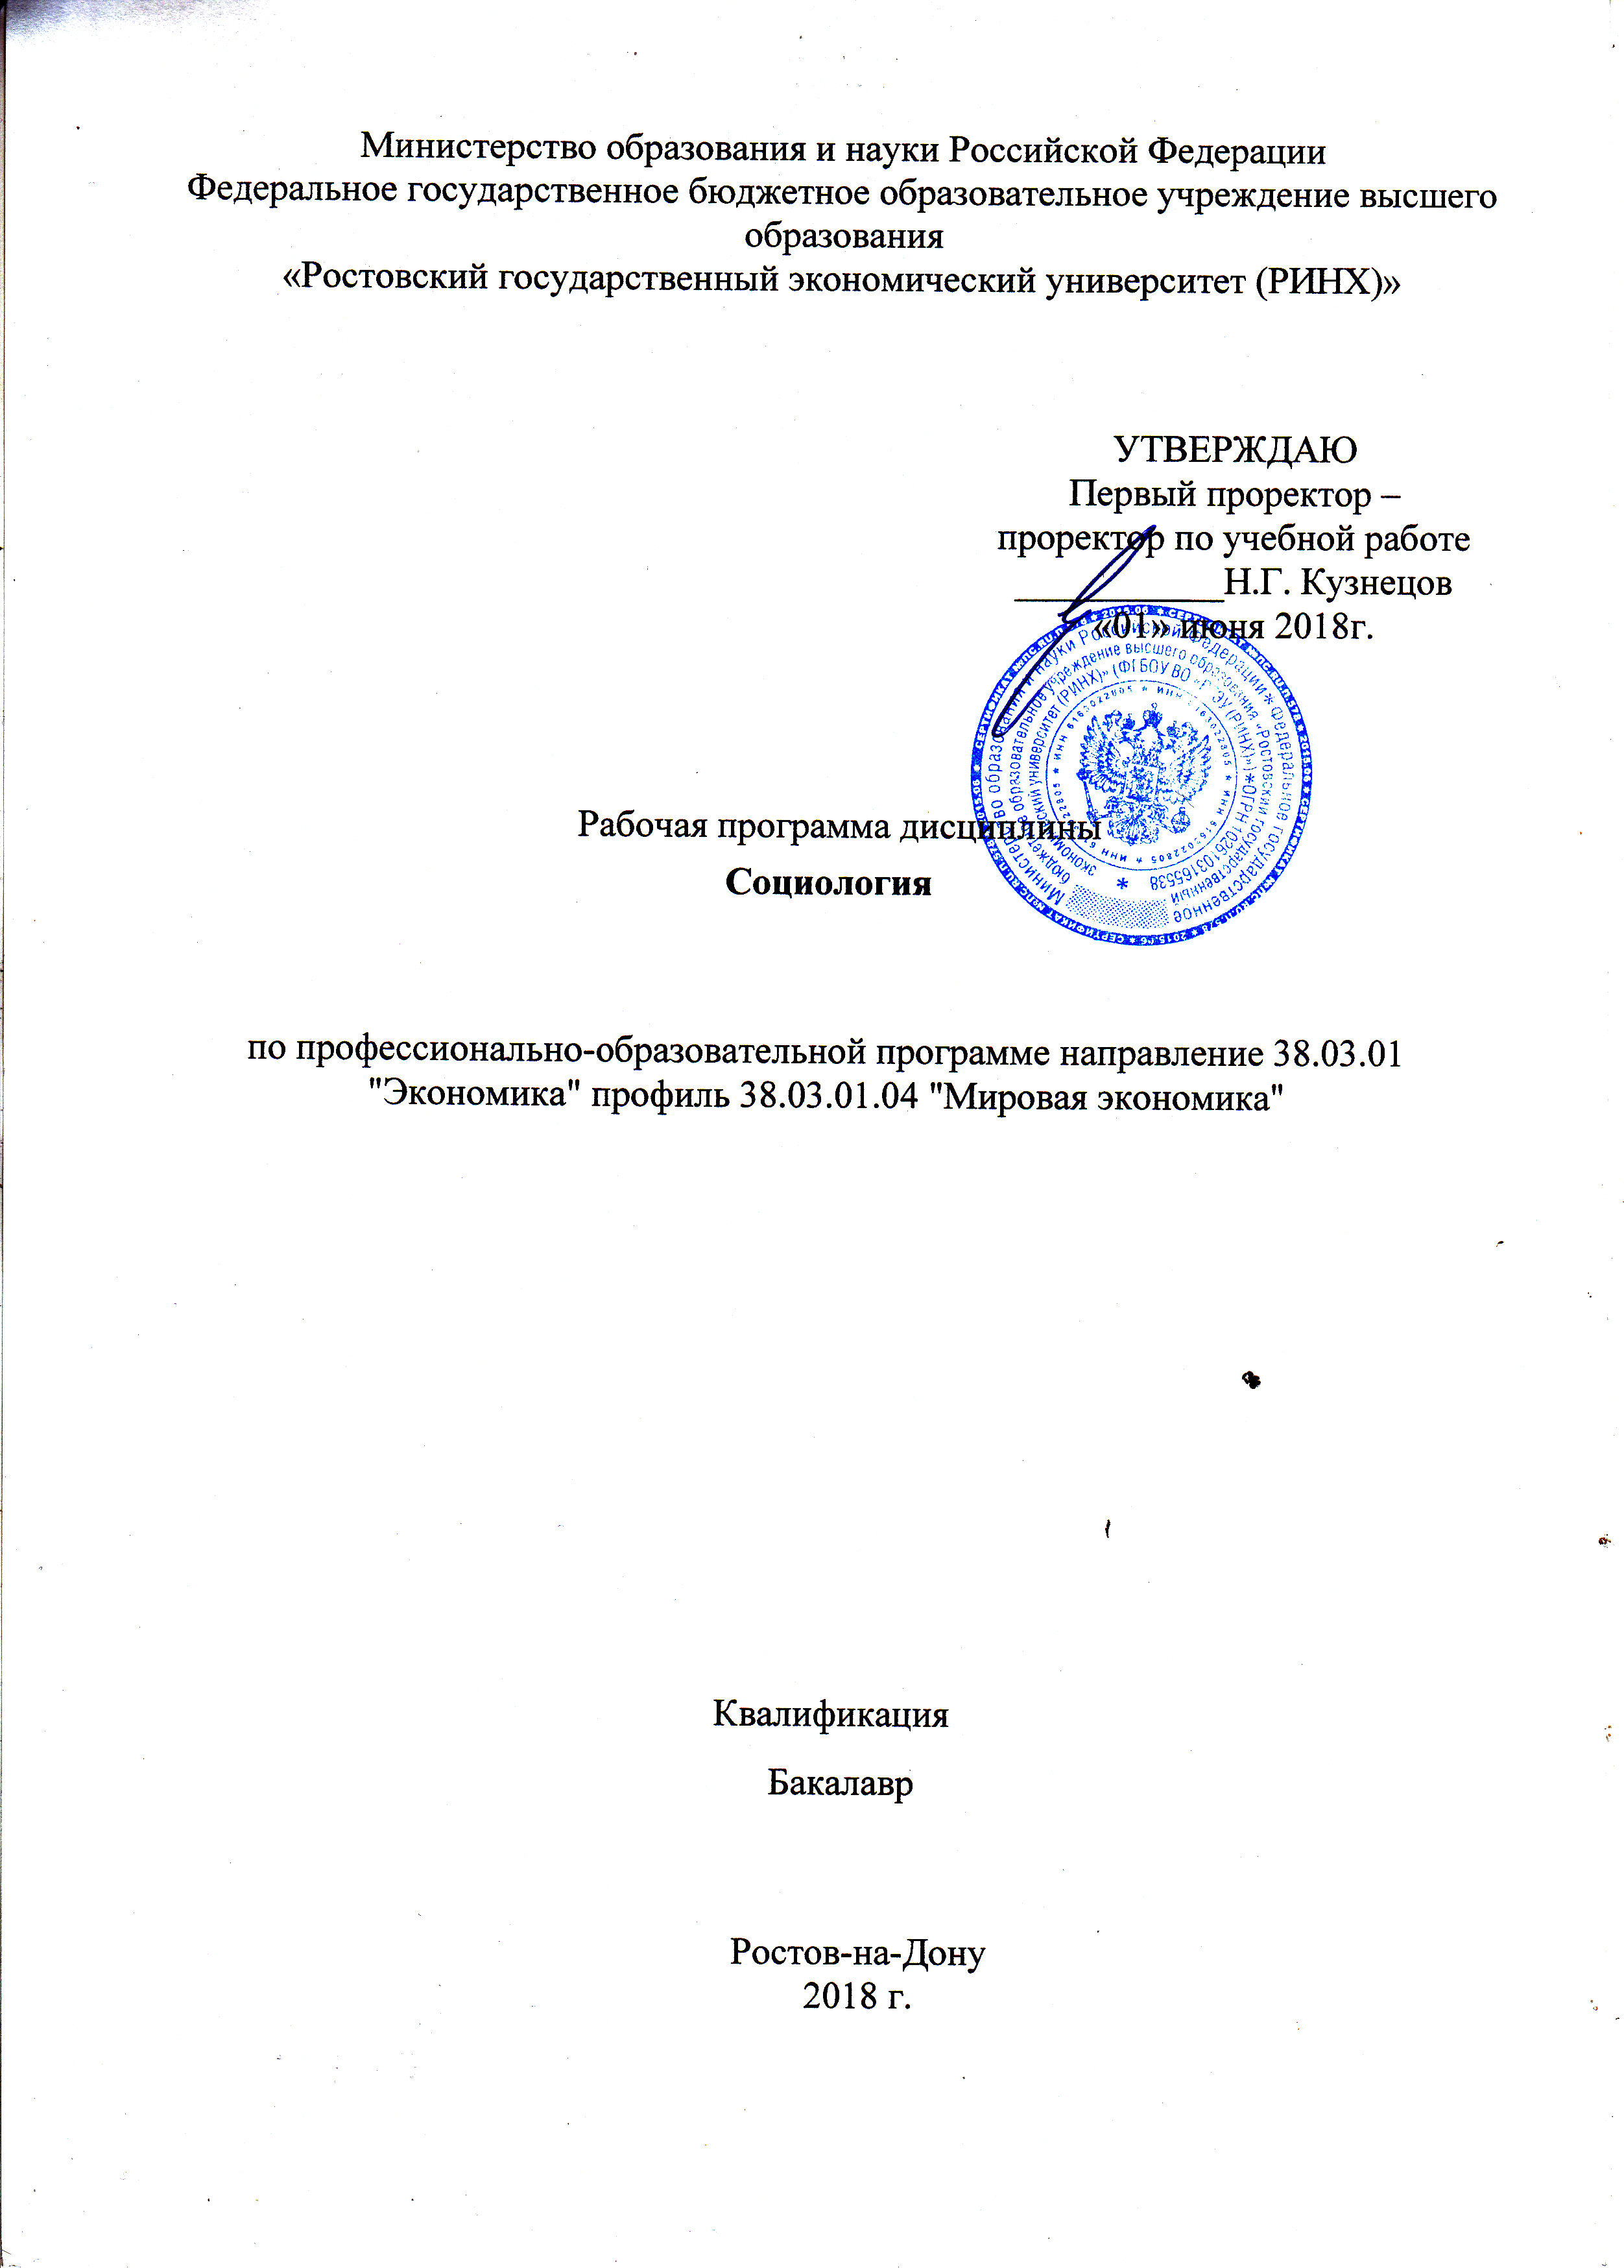 Министерство образования и науки Российской Федерации
Федеральное государственное бюджетное образовательное учреждение высшего
образования
«Ростовский государственный экономический университет (РИНХ)»
УТВЕРЖДАЮ
Первый проректор –
проректор по учебной работе
Н.Г. Кузнецов
«01» июня 2018г.
Рабочая программа дисциплины
Социология
по профессионально-образовательной программе направление 38.03.01
"Экономика" профиль 38.03.01.04 "Мировая экономика"
Квалификация
Бакалавр
Ростов-на-Дону
2018 г.